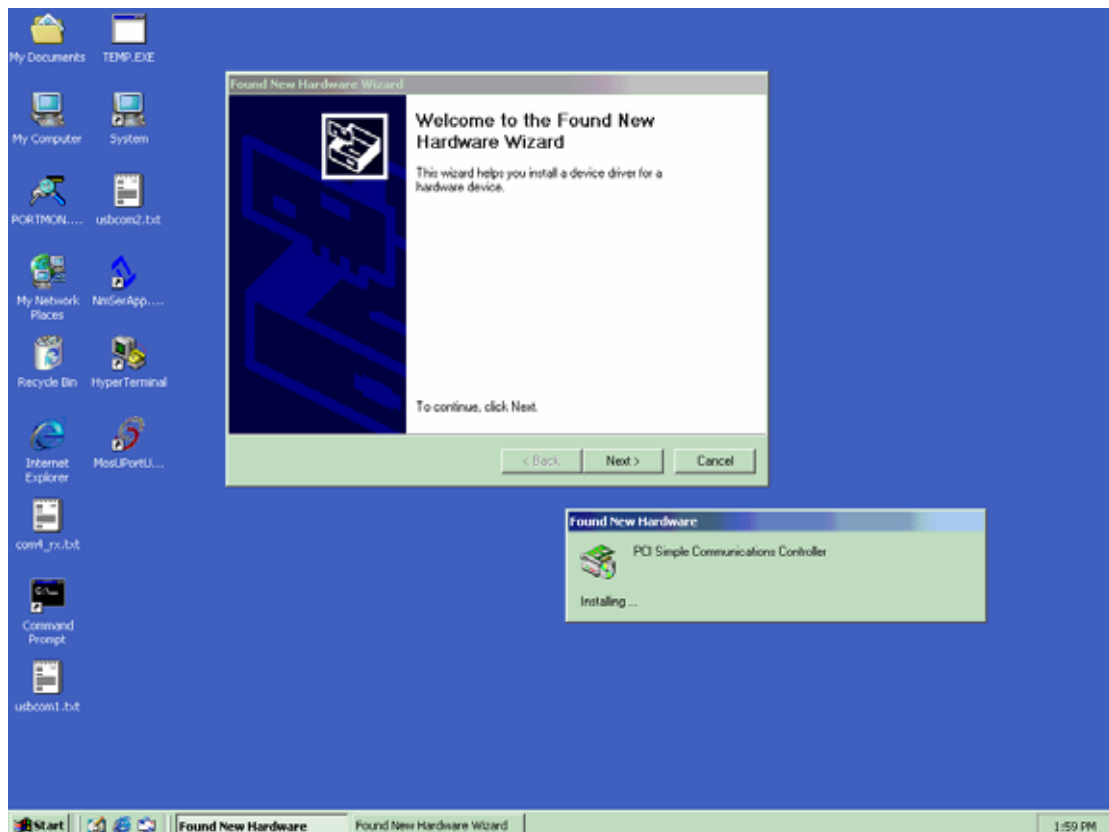 My Documents
TEMP.EXE
My Computer
System
PORTMON....
usbcom2.txt
My Network
Places
NmSerApp....
Recycle Bin
HyperTerminal
Internet
Explorer
MosUPortU...
com4_rx.txt
Command
Prompt
usbcom1.txt
Found New Hardware Wizard
Welcome to the Found New
Hardware Wizard
This wizard helps you install a device driver for a
hardware device.
To continue, click Next.
< Back
Next >
Cancel
Found New Hardware
PCI Simple Communications Controller
Installing ...
Start
Found New Hardware
Found New Hardware Wizard
1:59 PM